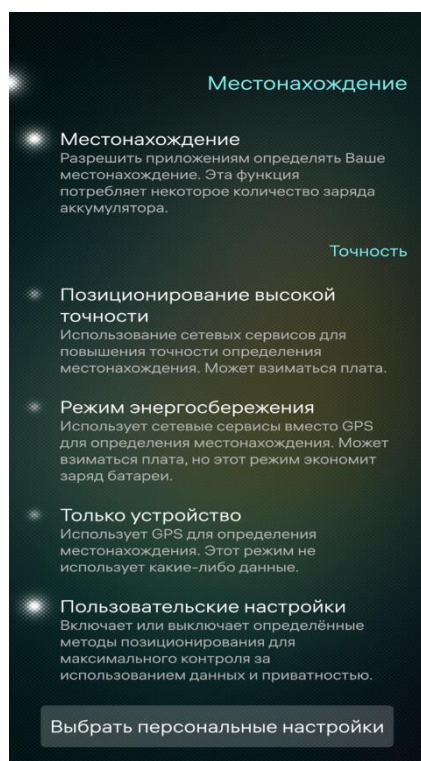 Местонахождение
Местонахождение
Разрешить приложениям определять Ваше
местонахождение. Эта функция
потребляет некоторое количество заряда
аккумулятора.
Точность
Позиционирование высокой
точности
Использование сетевых сервисов для
повышения точности определения
местонахождения. Может взиматься плата.
Режим энергосбережения
Использует сетевые сервисы вместо GPS
для определения местонахождения. Может
взиматься плата, но этот режим экономит
заряд батареи.
Только устройство
Использует GPS для определения
местонахождения. Этот режим не
использует какие-либо данные.
Пользовательские настройки
Включает или выключает определённые
методы позиционирования для
максимального контроля за
использованием данных и приватностью.
Выбрать персональные настройки